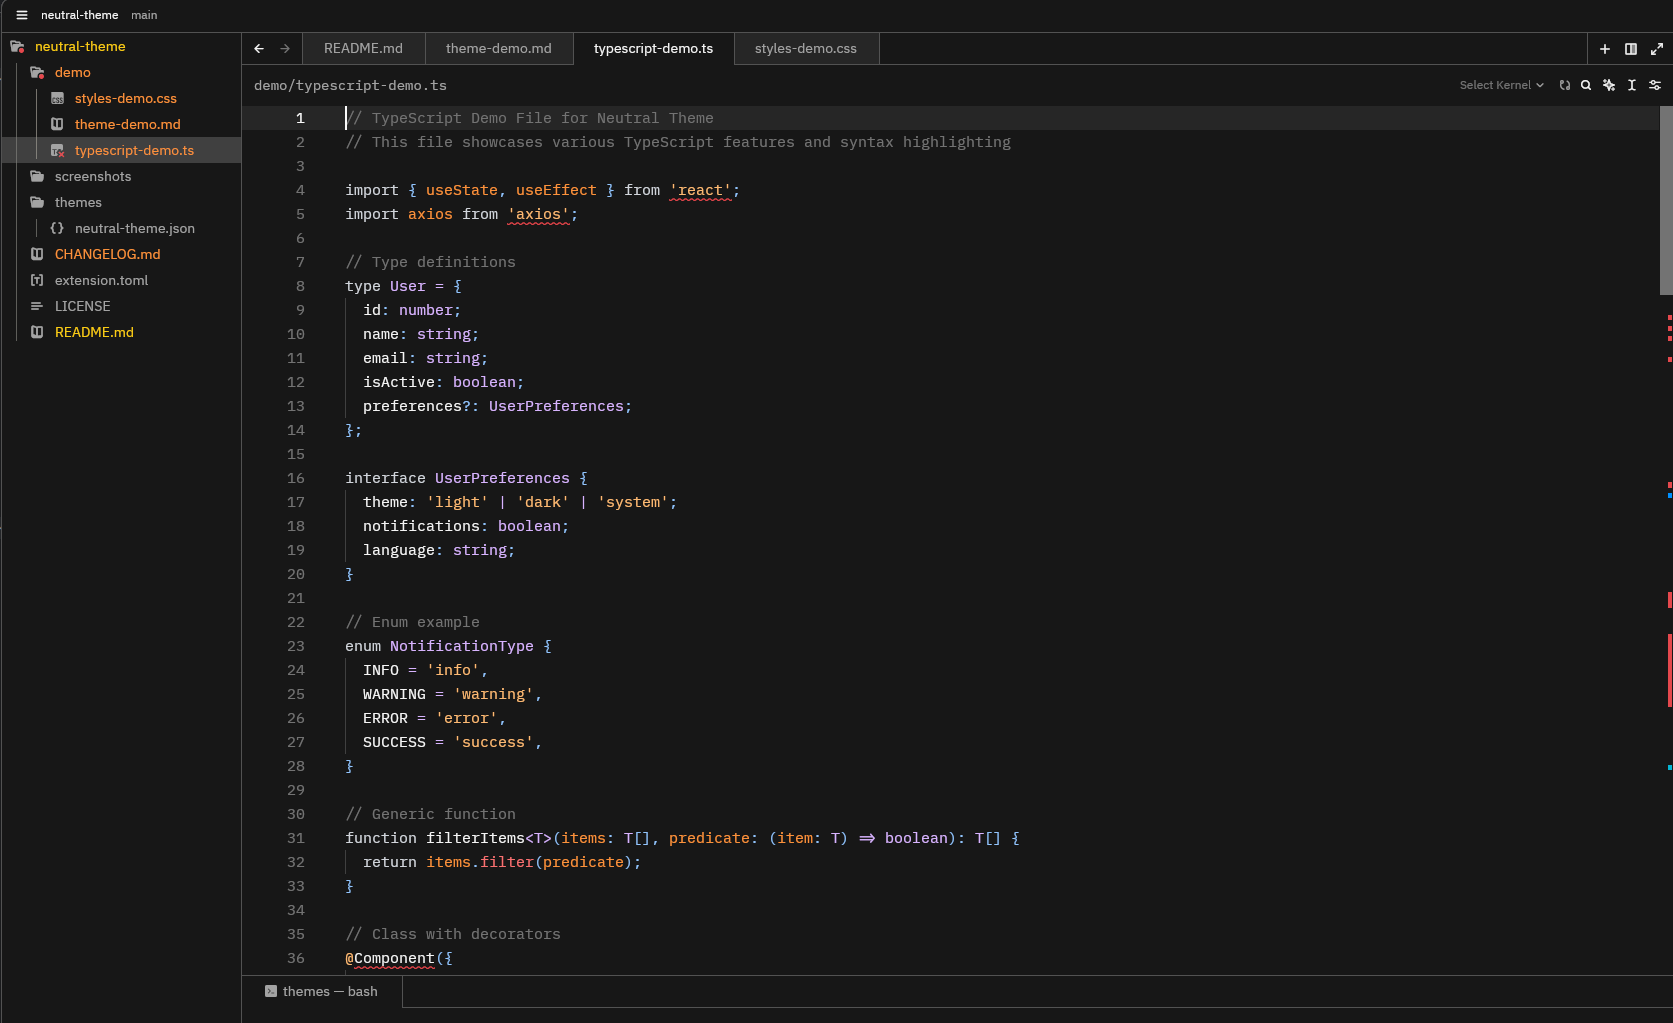 neutral-theme main
neutral-theme
demo
styles-demo.css
theme-demo.md
typescript-demo.ts
screenshots
themes
neutral-theme.json
CHANGELOG.md
extension.toml
LICENSE
README.md
README.md theme-demo.md typescript-demo.ts styles-demo.css
demo/typescript-demo.ts Select Kernel
1 // TypeScript Demo File for Neutral Theme
2 // This file showcases various TypeScript features and syntax highlighting
3
4 import { useState, useEffect } from 'react';
5 import axios from 'axios';
6
7 // Type definitions
8 type User = {
9 id: number;
10 name: string;
11 email: string;
12 isActive: boolean;
13 preferences?: UserPreferences;
14 };
15
16 interface UserPreferences {
17 theme: 'light' | 'dark' | 'system';
18 notifications: boolean;
19 language: string;
20 }
21
22 // Enum example
23 enum NotificationType {
24 INFO = 'info',
25 WARNING = 'warning',
26 ERROR = 'error',
27 SUCCESS = 'success',
28 }
29
30 // Generic function
31 function filterItems<T>(items: T[], predicate: (item: T) => boolean): T[] {
32 return items.filter(predicate);
33 }
34
35 // Class with decorators
36 @Component({
themes — bash